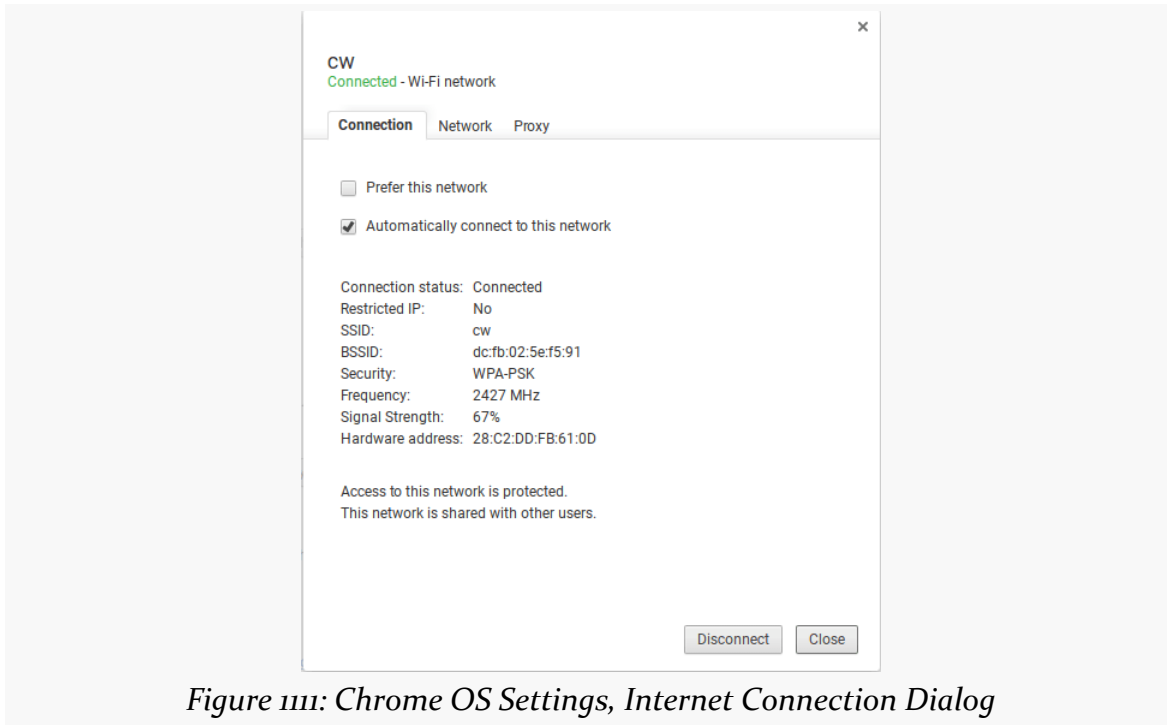 ×
CW
Connected - Wi-Fi network
Connection Network Proxy
Prefer this network
Automatically connect to this network
Connection status: Connected
Restricted IP: No
SSID: cw
BSSID: dc:fb:02:5e:f5:91
Security: WPA-PSK
Frequency: 2427 MHz
Signal Strength: 67%
Hardware address: 28:C2:DD:FB:61:0D
Access to this network is protected.
This network is shared with other users.
Disconnect Close
Figure 1111: Chrome OS Settings, Internet Connection Dialog